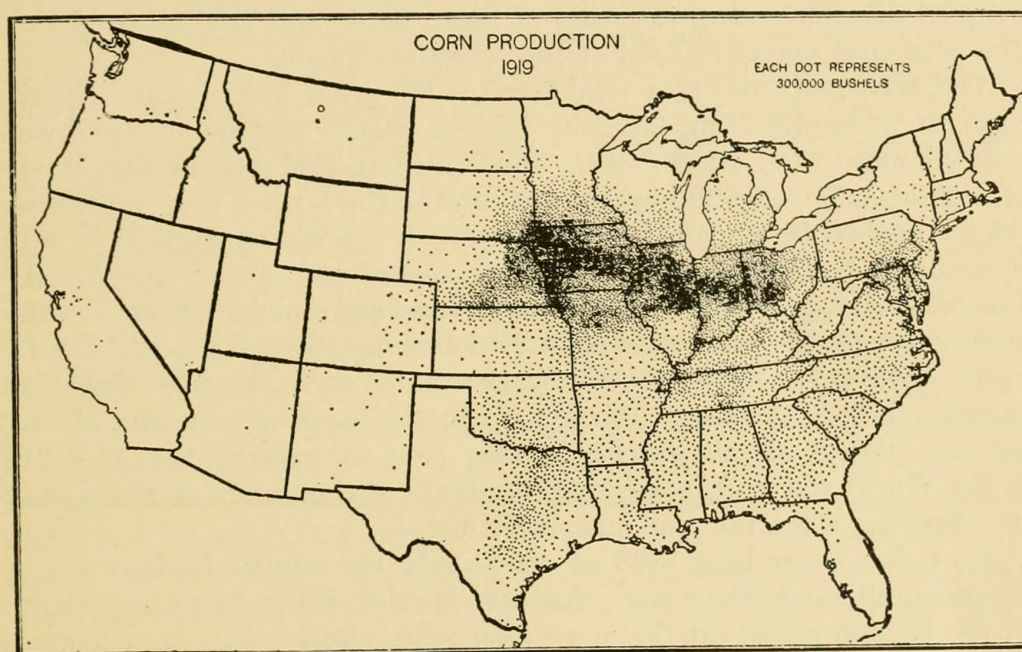 CORN PRODUCTION
1919
EACH DOT REPRESENTS
300,000 BUSHELS